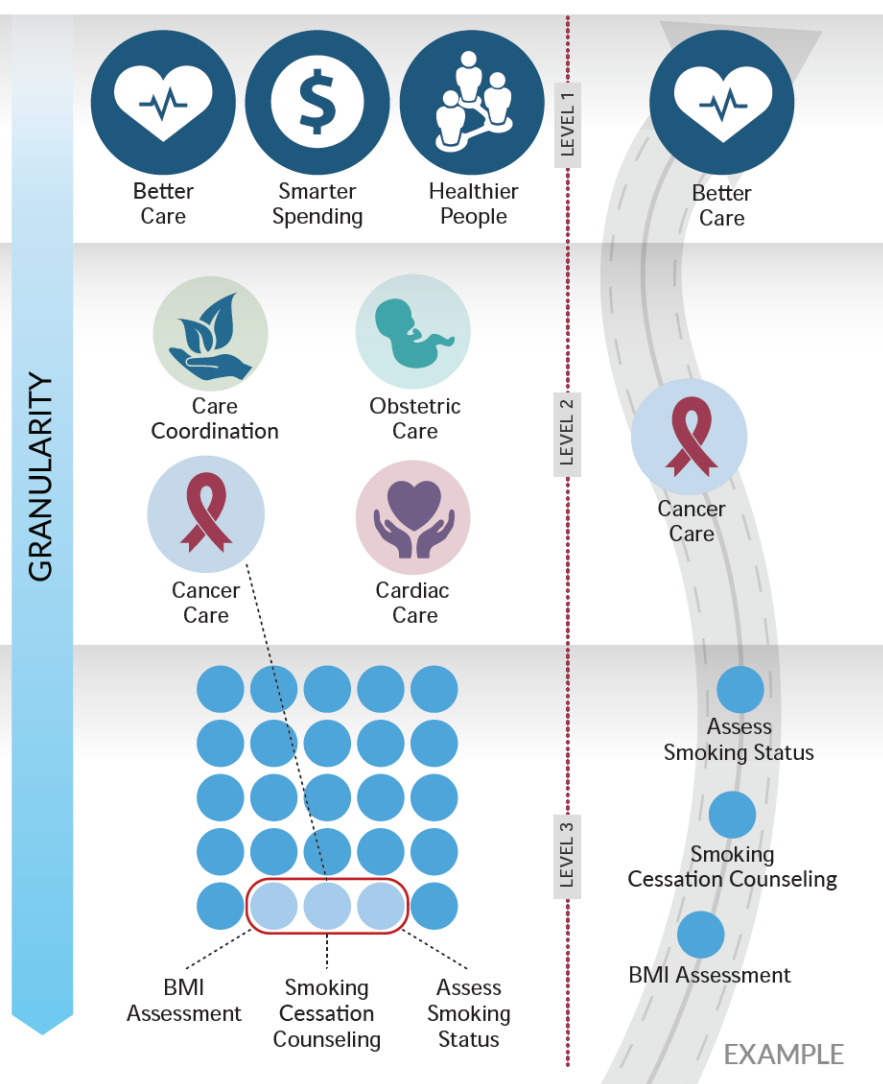 GRANULARITY
Better
Care
Smarter
Spending
Healthier
People
LEVEL 1
Better
Care
Care
Coordination
Obstetric
Care
Cancer
Care
Cardiac
Care
LEVEL 2
Cancer
Care
BMI
Assessment
Smoking
Cessation
Counseling
Assess
Smoking
Status
LEVEL 3
Assess
Smoking Status
Smoking
Cessation Counseling
BMI Assessment
EXAMPLE